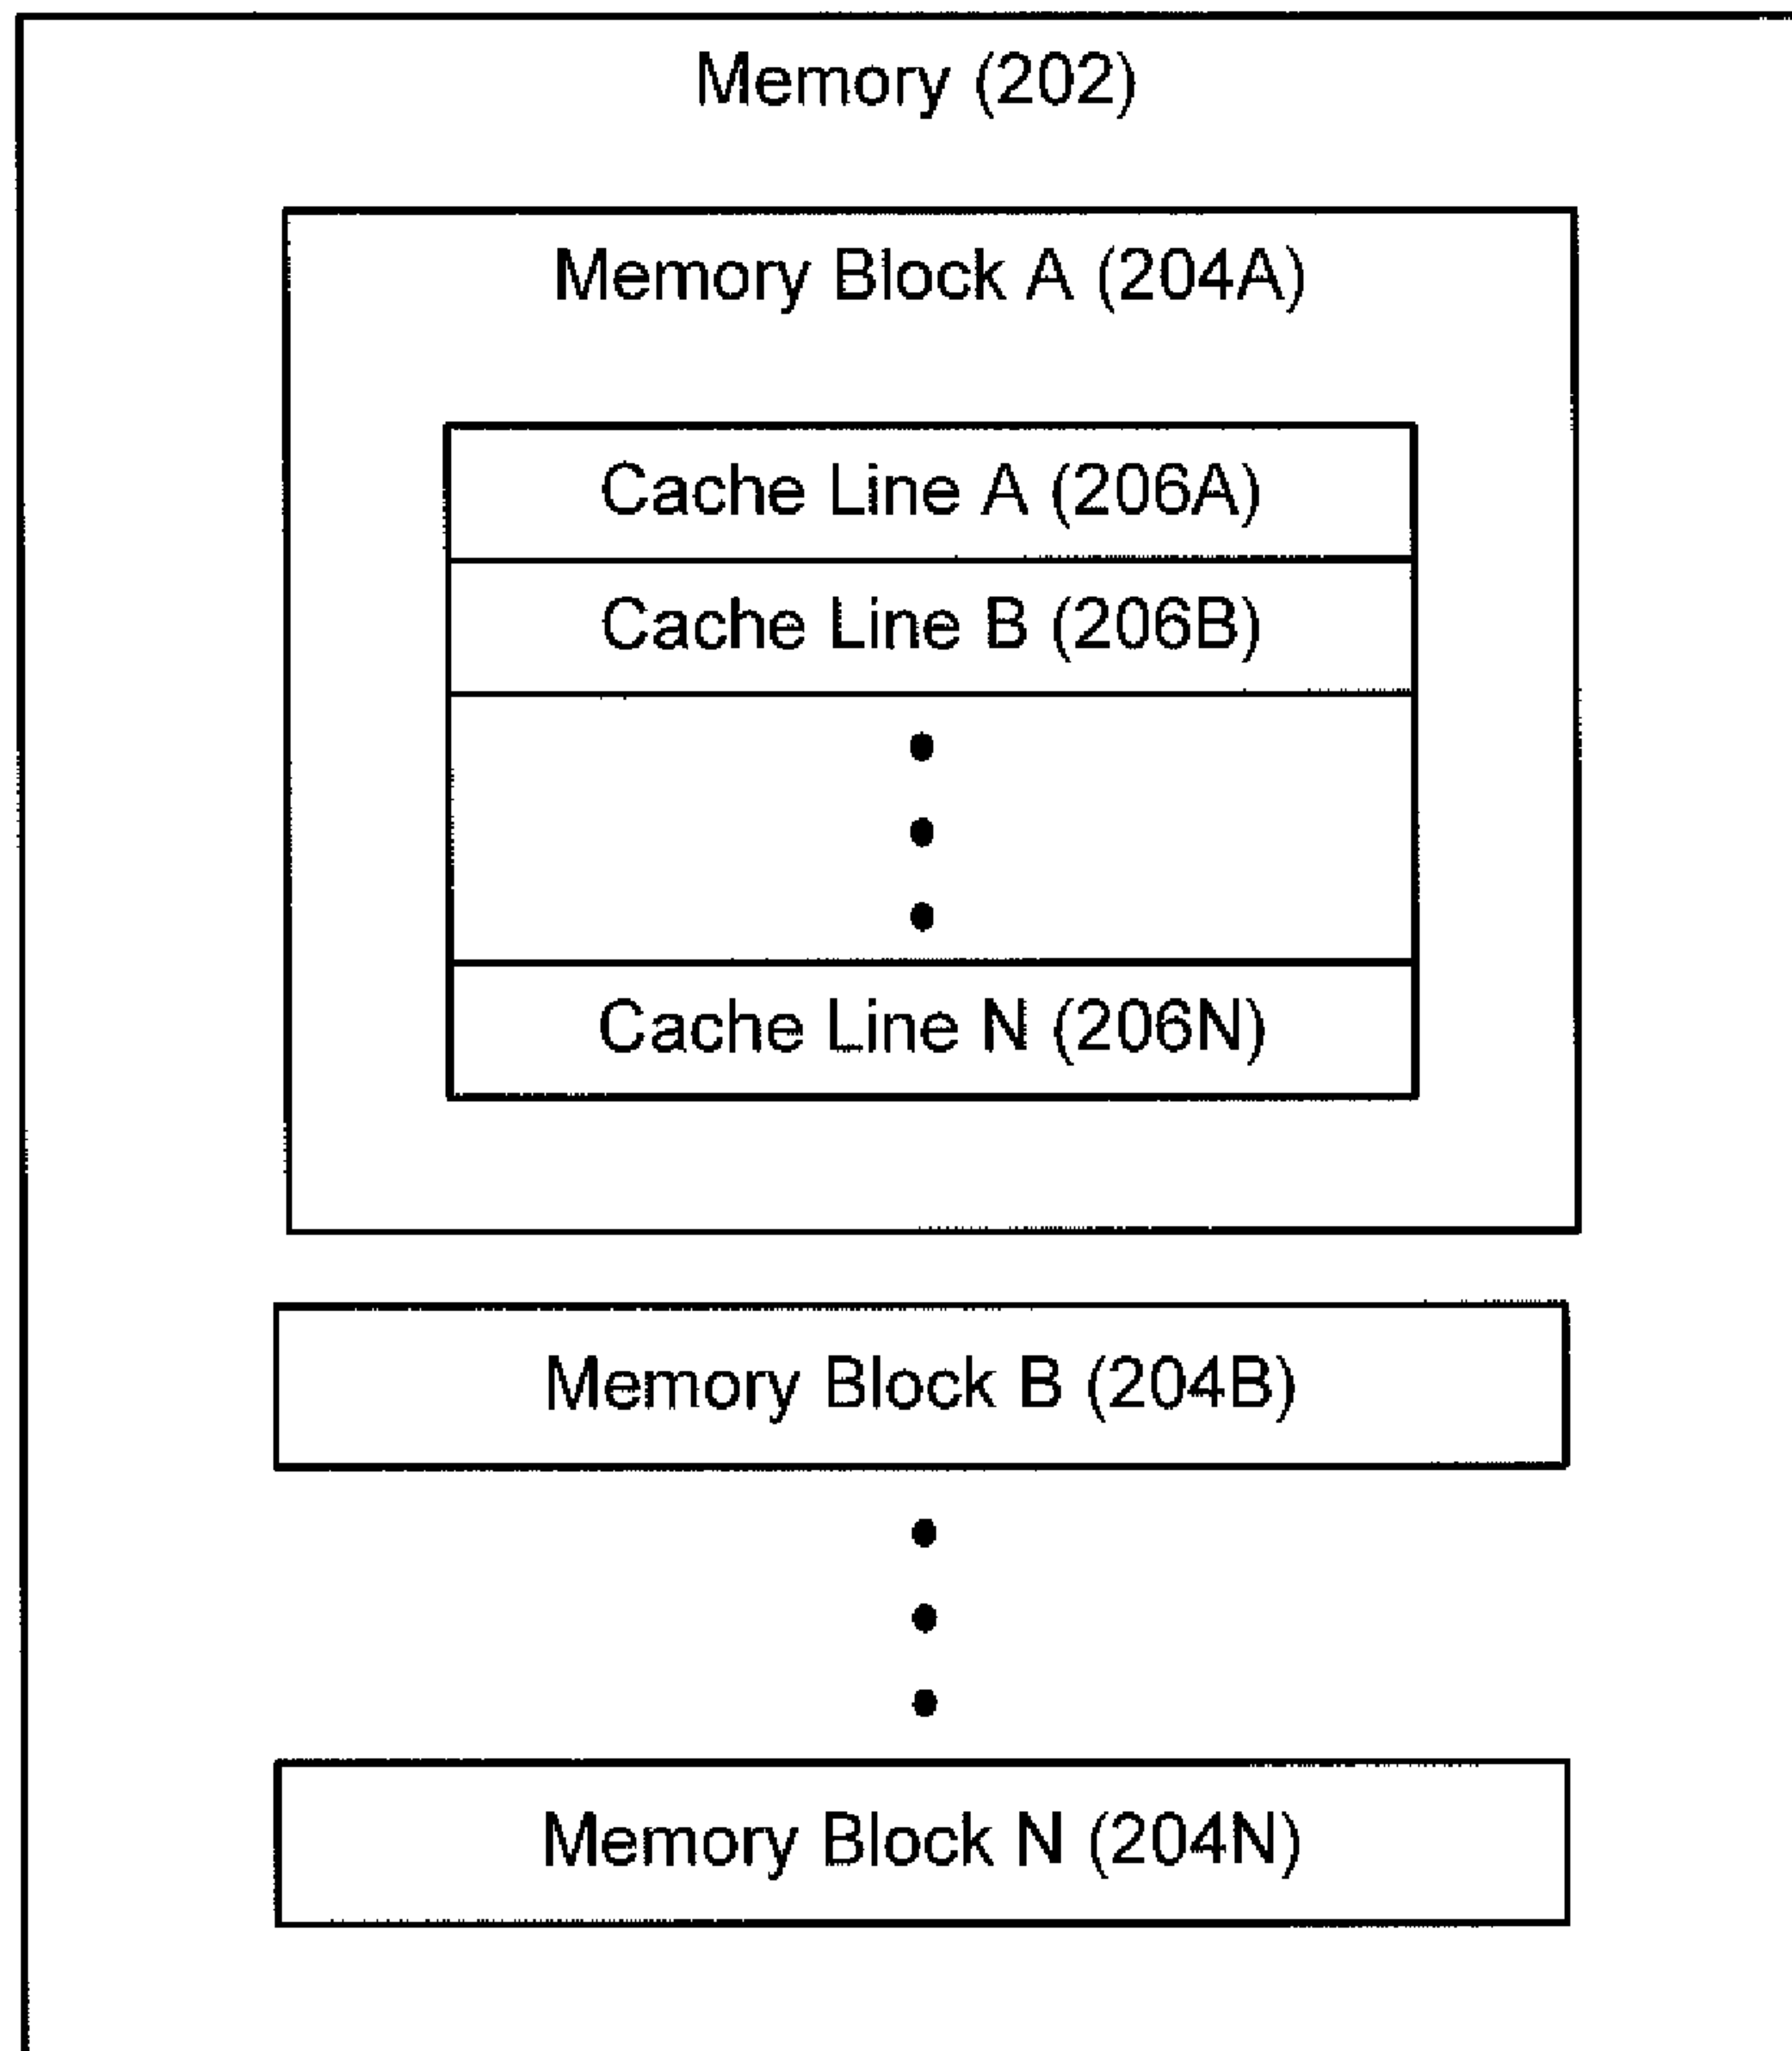 Memory (202)
Memory Block A (204A)
Cache Line A (206A)
Cache Line B (206B)
Cache Line N (206N)
Memory Block B (204B)
Memory Block N (204N)